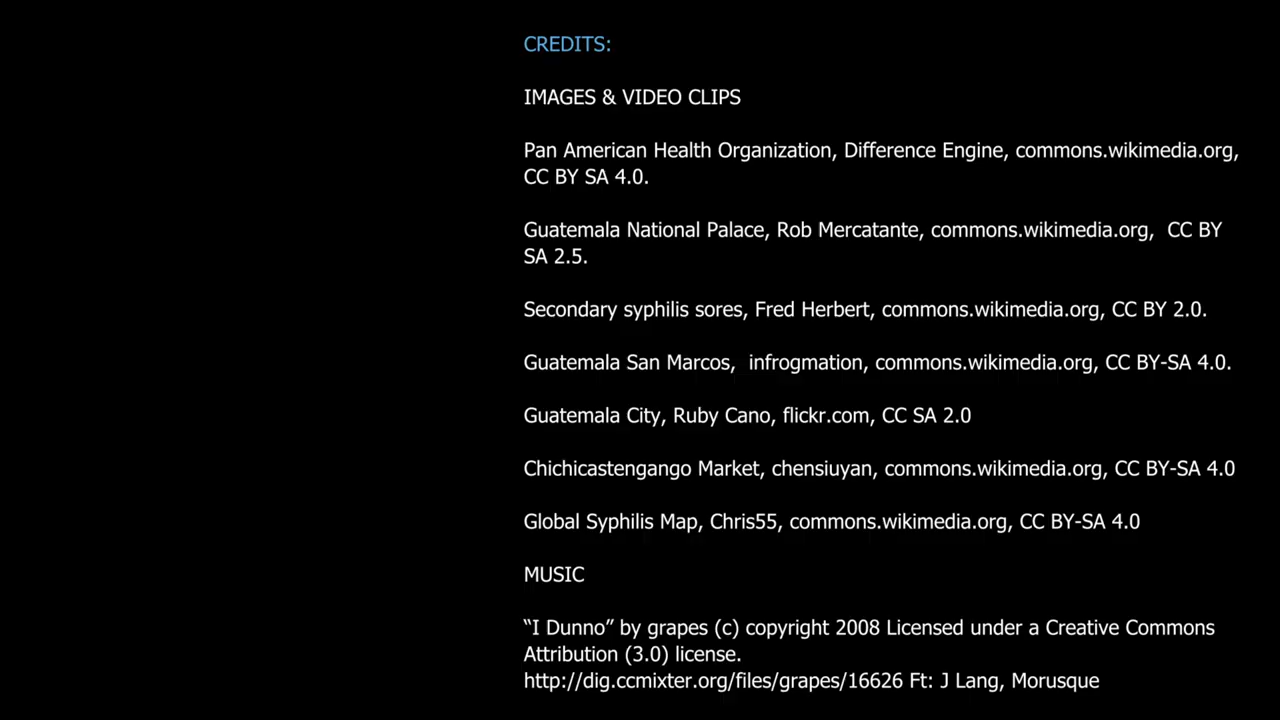 CREDITS:
IMAGES & VIDEO CLIPS
Pan American Health Organization, Difference Engine, commons.wikimedia.org,
CC BY SA 4.0.
Guatemala National Palace, Rob Mercatante, commons.wikimedia.org,  CC BY
SA 2.5.
Secondary syphilis sores, Fred Herbert, commons.wikimedia.org, CC BY 2.0.
Guatemala San Marcos,  infrogmation, commons.wikimedia.org, CC BY-SA 4.0.
Guatemala City, Ruby Cano, flickr.com, CC SA 2.0
Chichicastengango Market, chensiuyan, commons.wikimedia.org, CC BY-SA 4.0
Global Syphilis Map, Chris55, commons.wikimedia.org, CC BY-SA 4.0
MUSIC
“I Dunno” by grapes (c) copyright 2008 Licensed under a Creative Commons
Attribution (3.0) license.
http://dig.ccmixter.org/files/grapes/16626 Ft: J Lang, Morusque